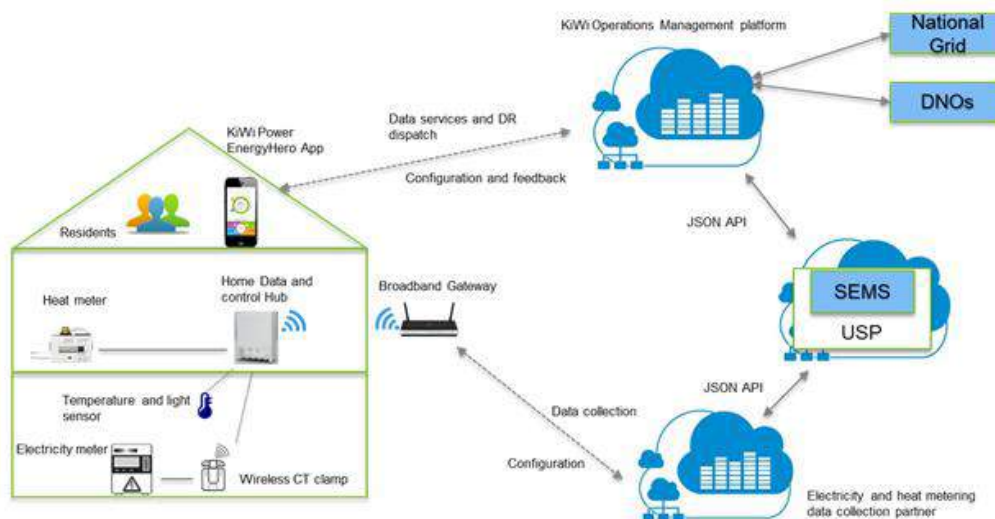 KiWi Operations Management platform
National
Grid
DNOs
Data services and DR
dispatch
KiWi Power
EnergyHero App
Configuration and feedback
Residents
JSON API
Heat meter
Home Data and
control Hub
Broadband Gateway
SEMS
USP
JSON API
Temperature and light
sensor
Data collection
Electricity meter
Wireless CT clamp
Configuration
Electricity and heat metering
data collection partner